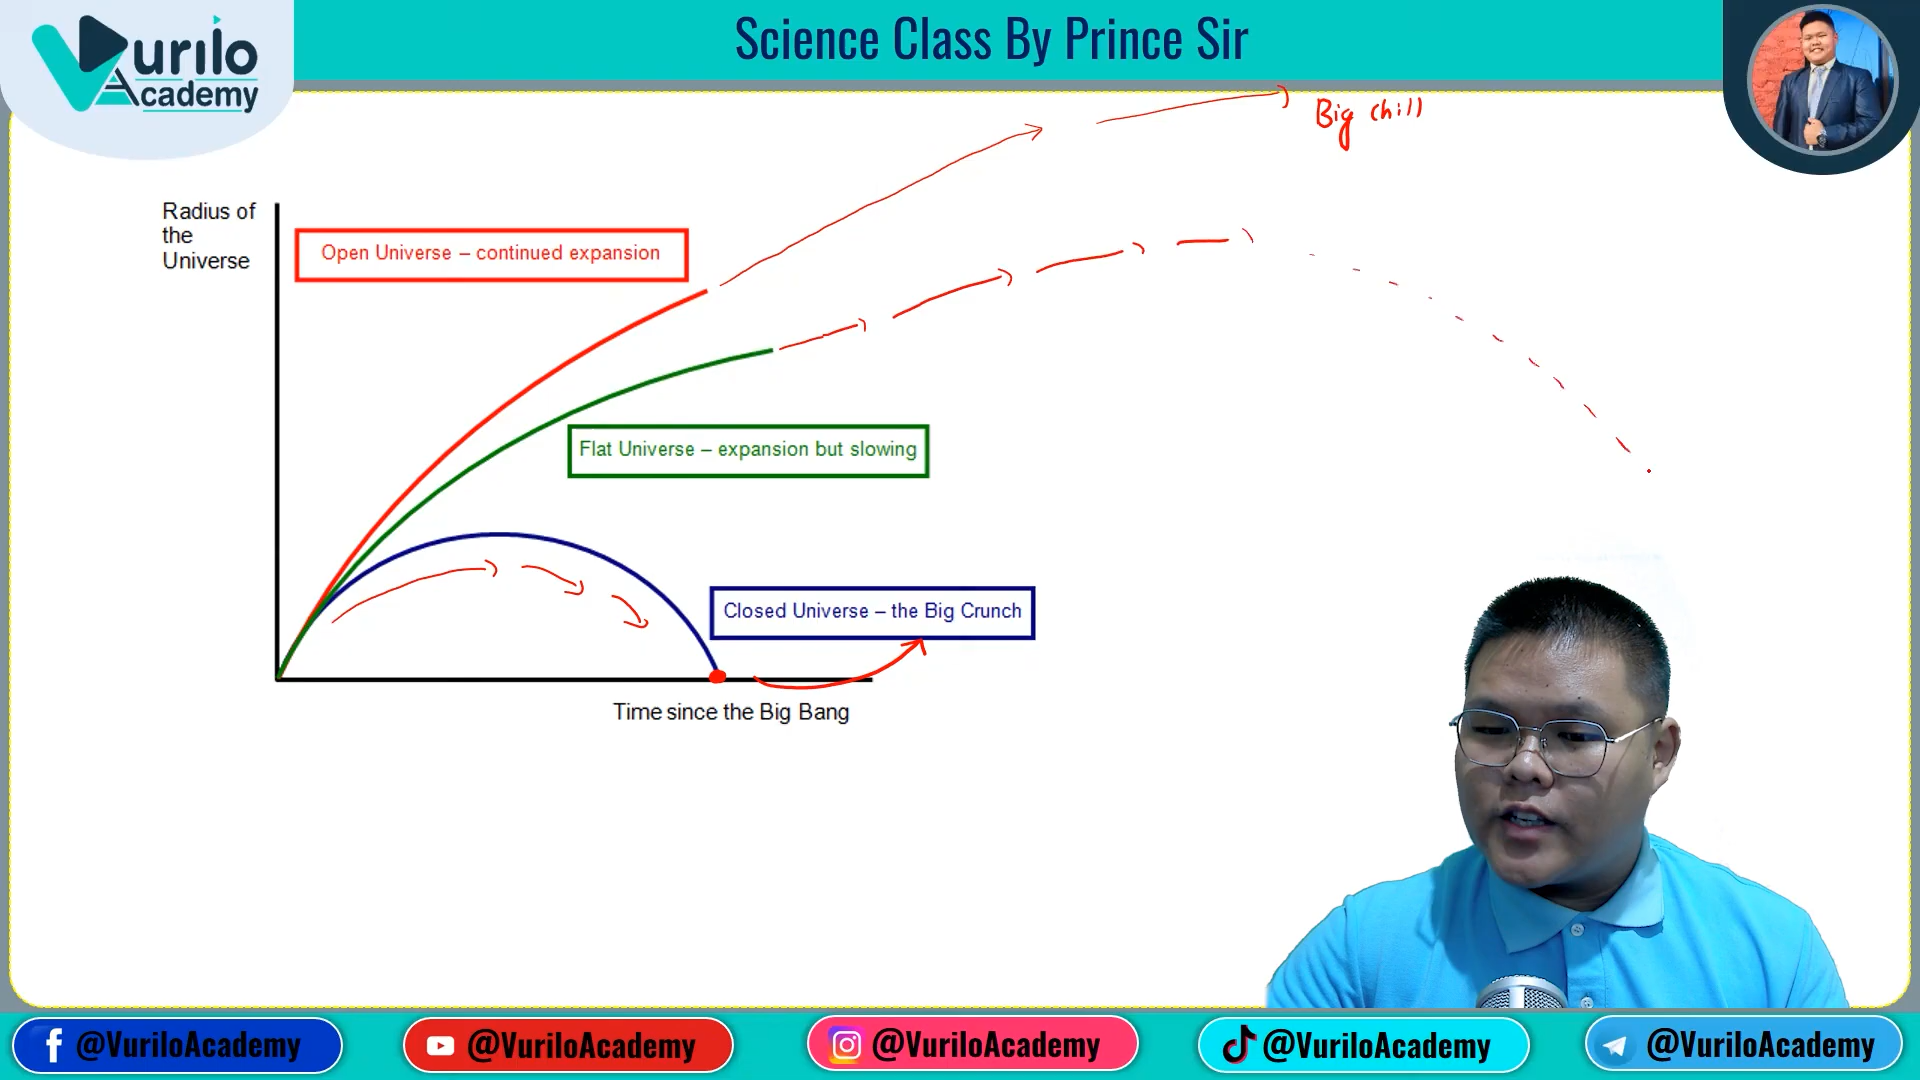 Vurilo
Academy
Science Class By Prince Sir
Big chill
Radius of
the
Universe
Open Universe – continued expansion
Flat Universe – expansion but slowing
Closed Universe – the Big Crunch
Time since the Big Bang
@VuriloAcademy
@VuriloAcademy
@VuriloAcademy
@VuriloAcademy
@VuriloAcademy